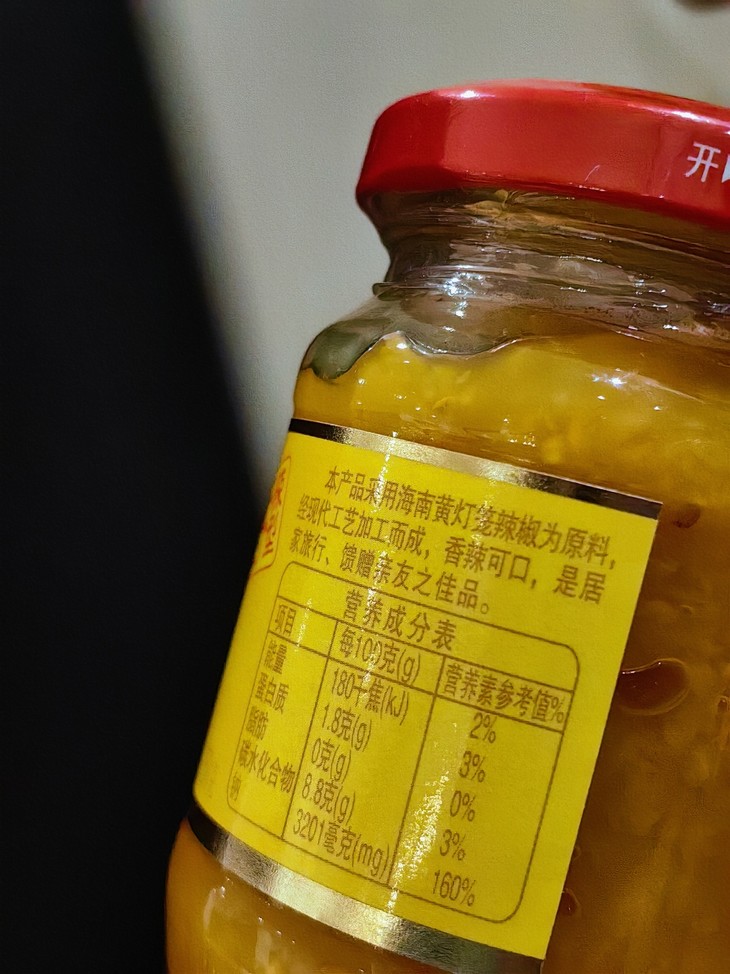 开
本产品采用海南黄灯笼辣椒为原料，
经现代工艺加工而成，香辣可口，是居
家旅行、馈赠亲友之佳品。
营养成分表
项目 每100克(g) 营养素参考值%
能量 180千焦(kJ) 2%
蛋白质 1.8克(g) 3%
脂肪 0克(g) 0%
碳水化合物 8.8克(g) 3%
钠 3201毫克(mg) 160%